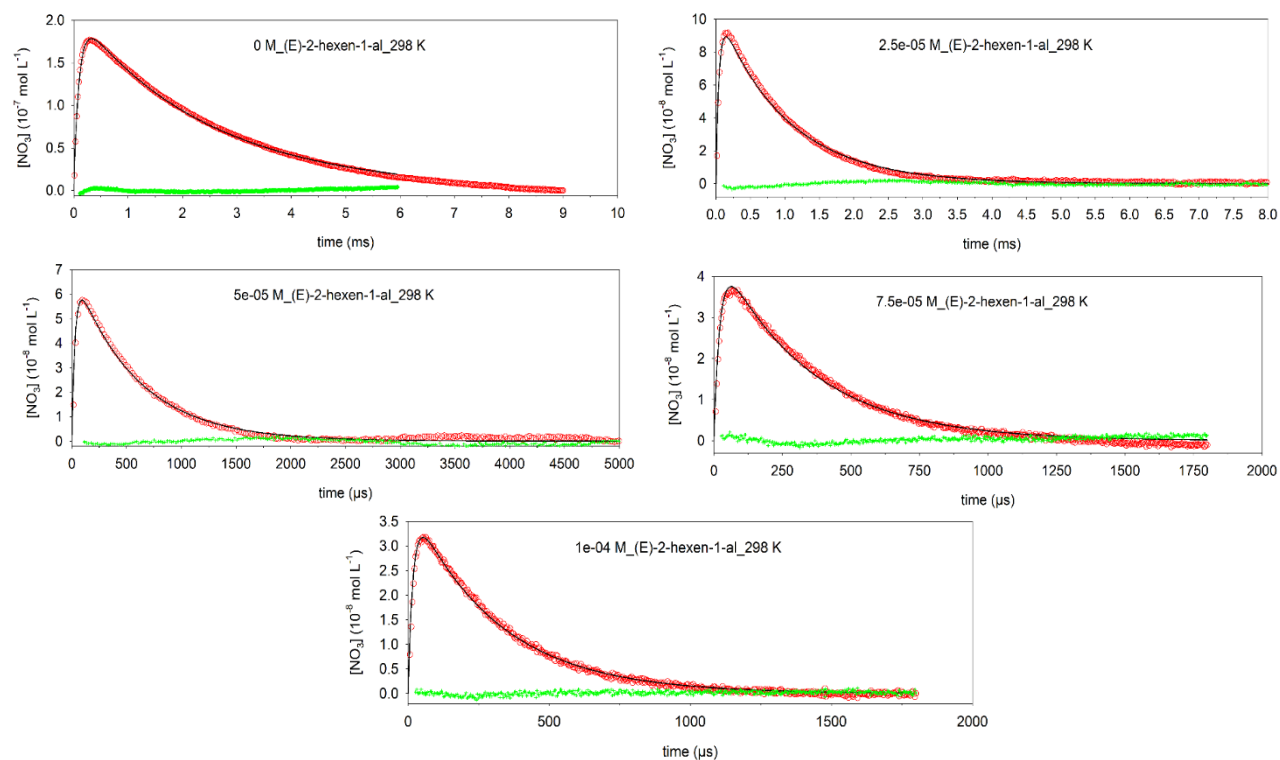 0 M_(E)-2-hexen-1-al_298 K
[NO3] (10^-7 mol L^-1)
2.0
1.5
1.0
0.5
0.0
0 1 2 3 4 5 6 7 8 9 10
time (ms)
2.5e-05 M_(E)-2-hexen-1-al_298 K
[NO3] (10^-8 mol L^-1)
10
8
6
4
2
0
0.0 0.5 1.0 1.5 2.0 2.5 3.0 3.5 4.0 4.5 5.0 5.5 6.0 6.5 7.0 7.5 8.0
time (ms)
5e-05 M_(E)-2-hexen-1-al_298 K
[NO3] (10^-8 mol L^-1)
7
6
5
4
3
2
1
0
0 500 1000 1500 2000 2500 3000 3500 4000 4500 5000
time (µs)
7.5e-05 M_(E)-2-hexen-1-al_298 K
[NO3] (10^-8 mol L^-1)
4
3
2
1
0
0 250 500 750 1000 1250 1500 1750 2000
time (µs)
1e-04 M_(E)-2-hexen-1-al_298 K
[NO3] (10^-8 mol L^-1)
3.5
3.0
2.5
2.0
1.5
1.0
0.5
0.0
0 500 1000 1500 2000
time (µs)